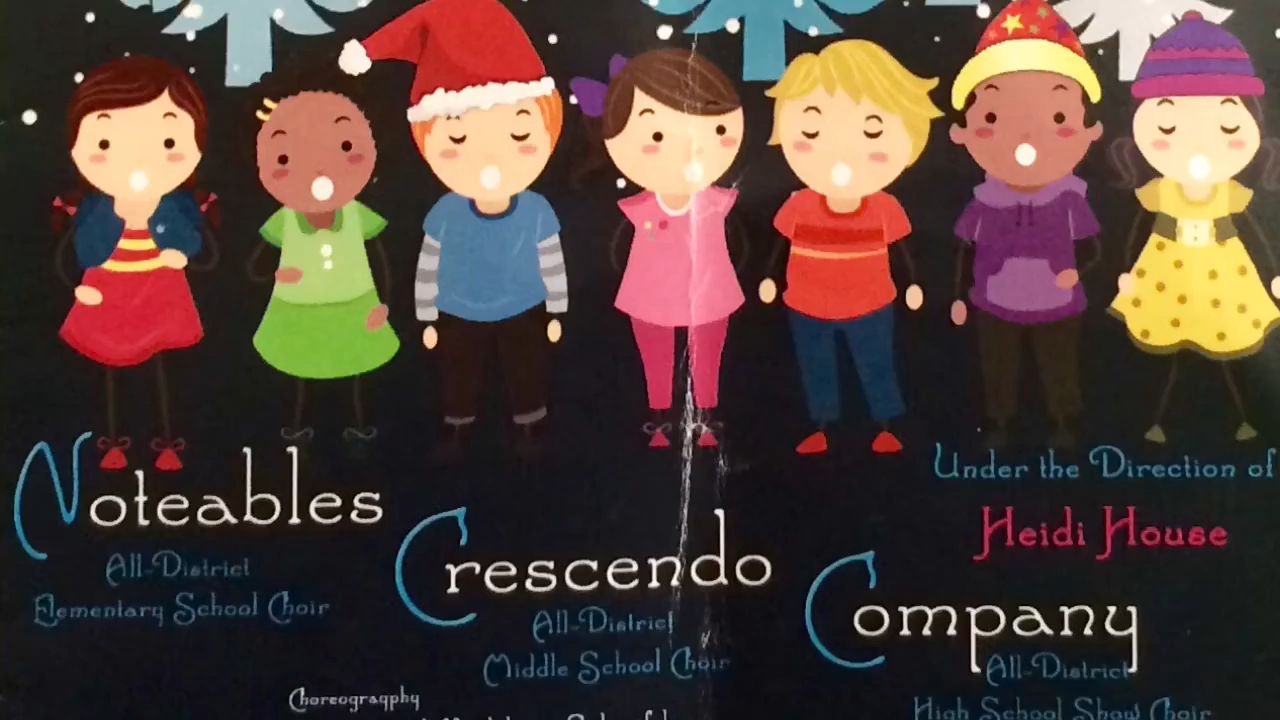 Under the Direction of
Heidi House
Noteables
All-District
Elementary School Choir
Crescendo
All-District
Middle School Choir
Company
All-District
High School Show Choir
Choreograqphy